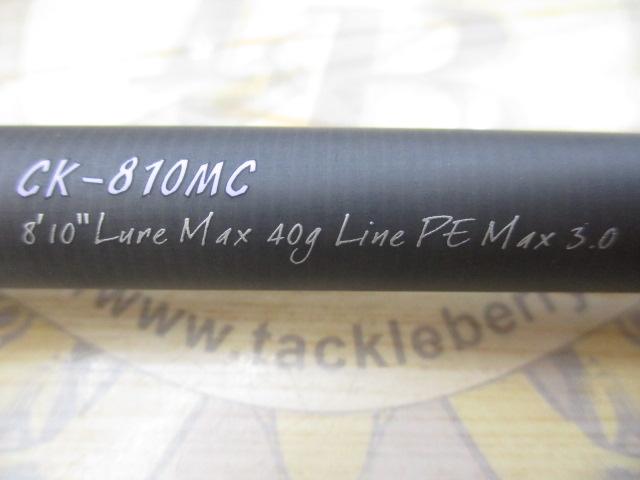 CK-810MC
8'10" Lure Max 40g Line PE Max 3.0
www.tackleberry